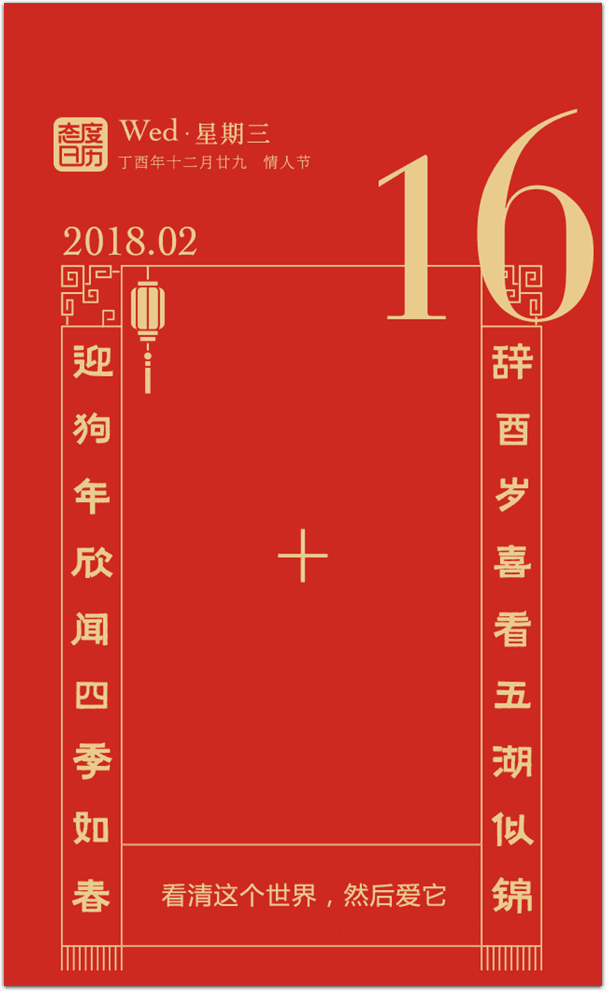 态度
日历
Wed·星期三
丁酉年十二月廿九 情人节
16
2018.02
辞酉岁喜看五湖似锦
迎狗年欣闻四季如春
看清这个世界，然后爱它